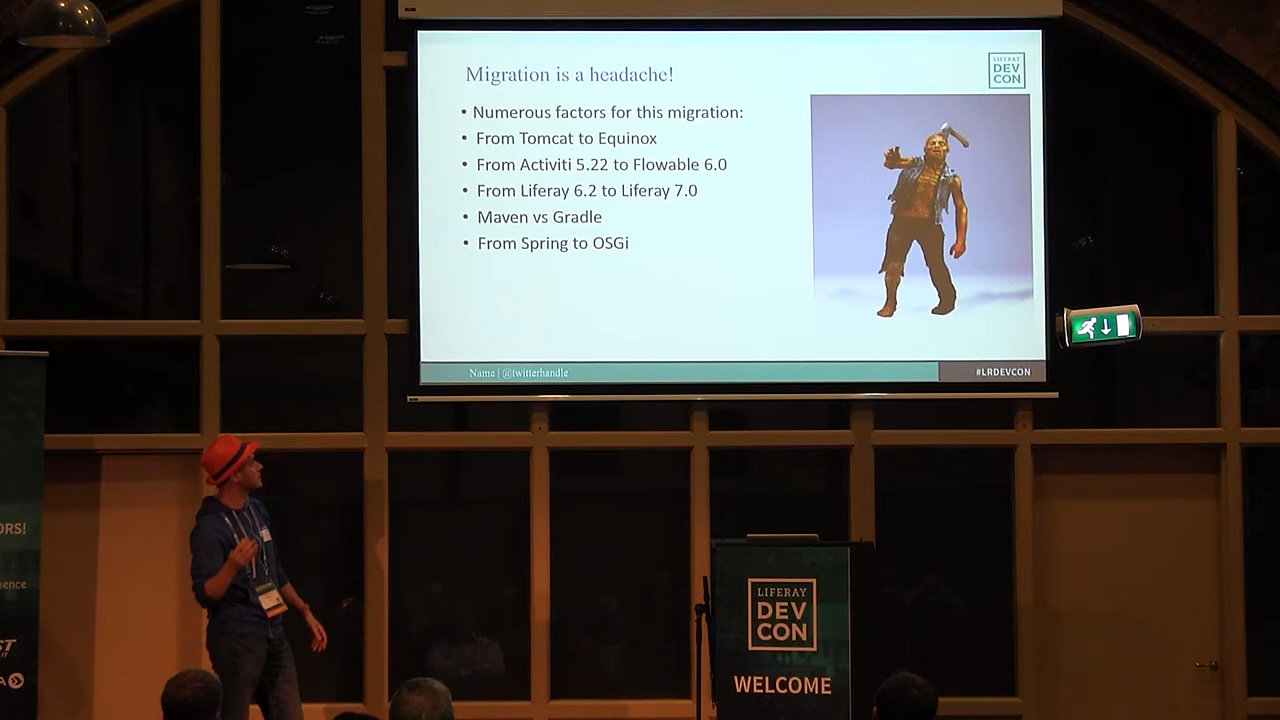 Migration is a headache!
LIFERAY
DEV
CON
• Numerous factors for this migration:
• From Tomcat to Equinox
• From Activiti 5.22 to Flowable 6.0
• From Liferay 6.2 to Liferay 7.0
• Maven vs Gradle
• From Spring to OSGi
Name | @twitterhandle
#LRDEVCON
ORS!
LIFERAY
DEV
CON
WELCOME